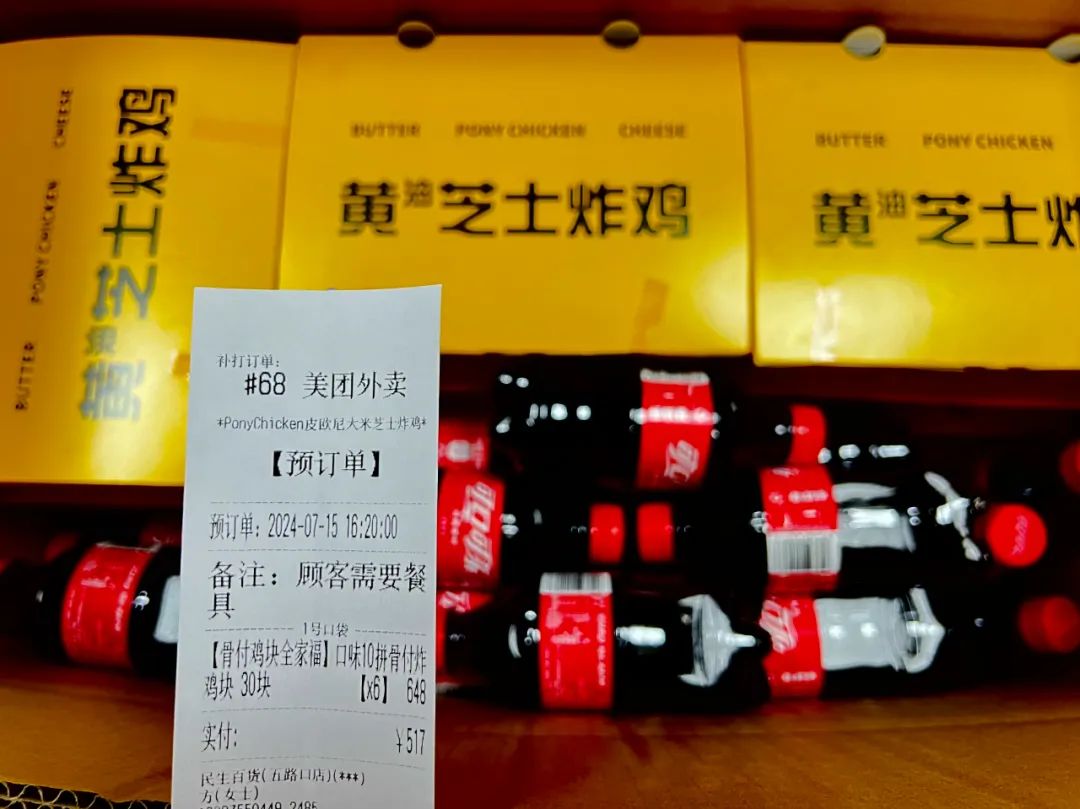 BUTTER PONY CHICKEN CHEESE
黄油芝士炸鸡
BUTTER PONY CHICKEN CHEESE
黄油芝士炸鸡
BUTTER PONY CHICKEN
黄油芝士炸
补打订单:
#68 美团外卖
*PonyChicken皮欧尼大米芝士炸鸡*
【预订单】
预订单: 2024-07-15 16:20:00
备注: 顾客需要餐
具
1号口袋
【骨付鸡块全家福】口味10拼骨付炸
鸡块 30块 【x6】 648
实付: ￥517
民生百货(五路口店)(***)
方(女士)
可口可乐